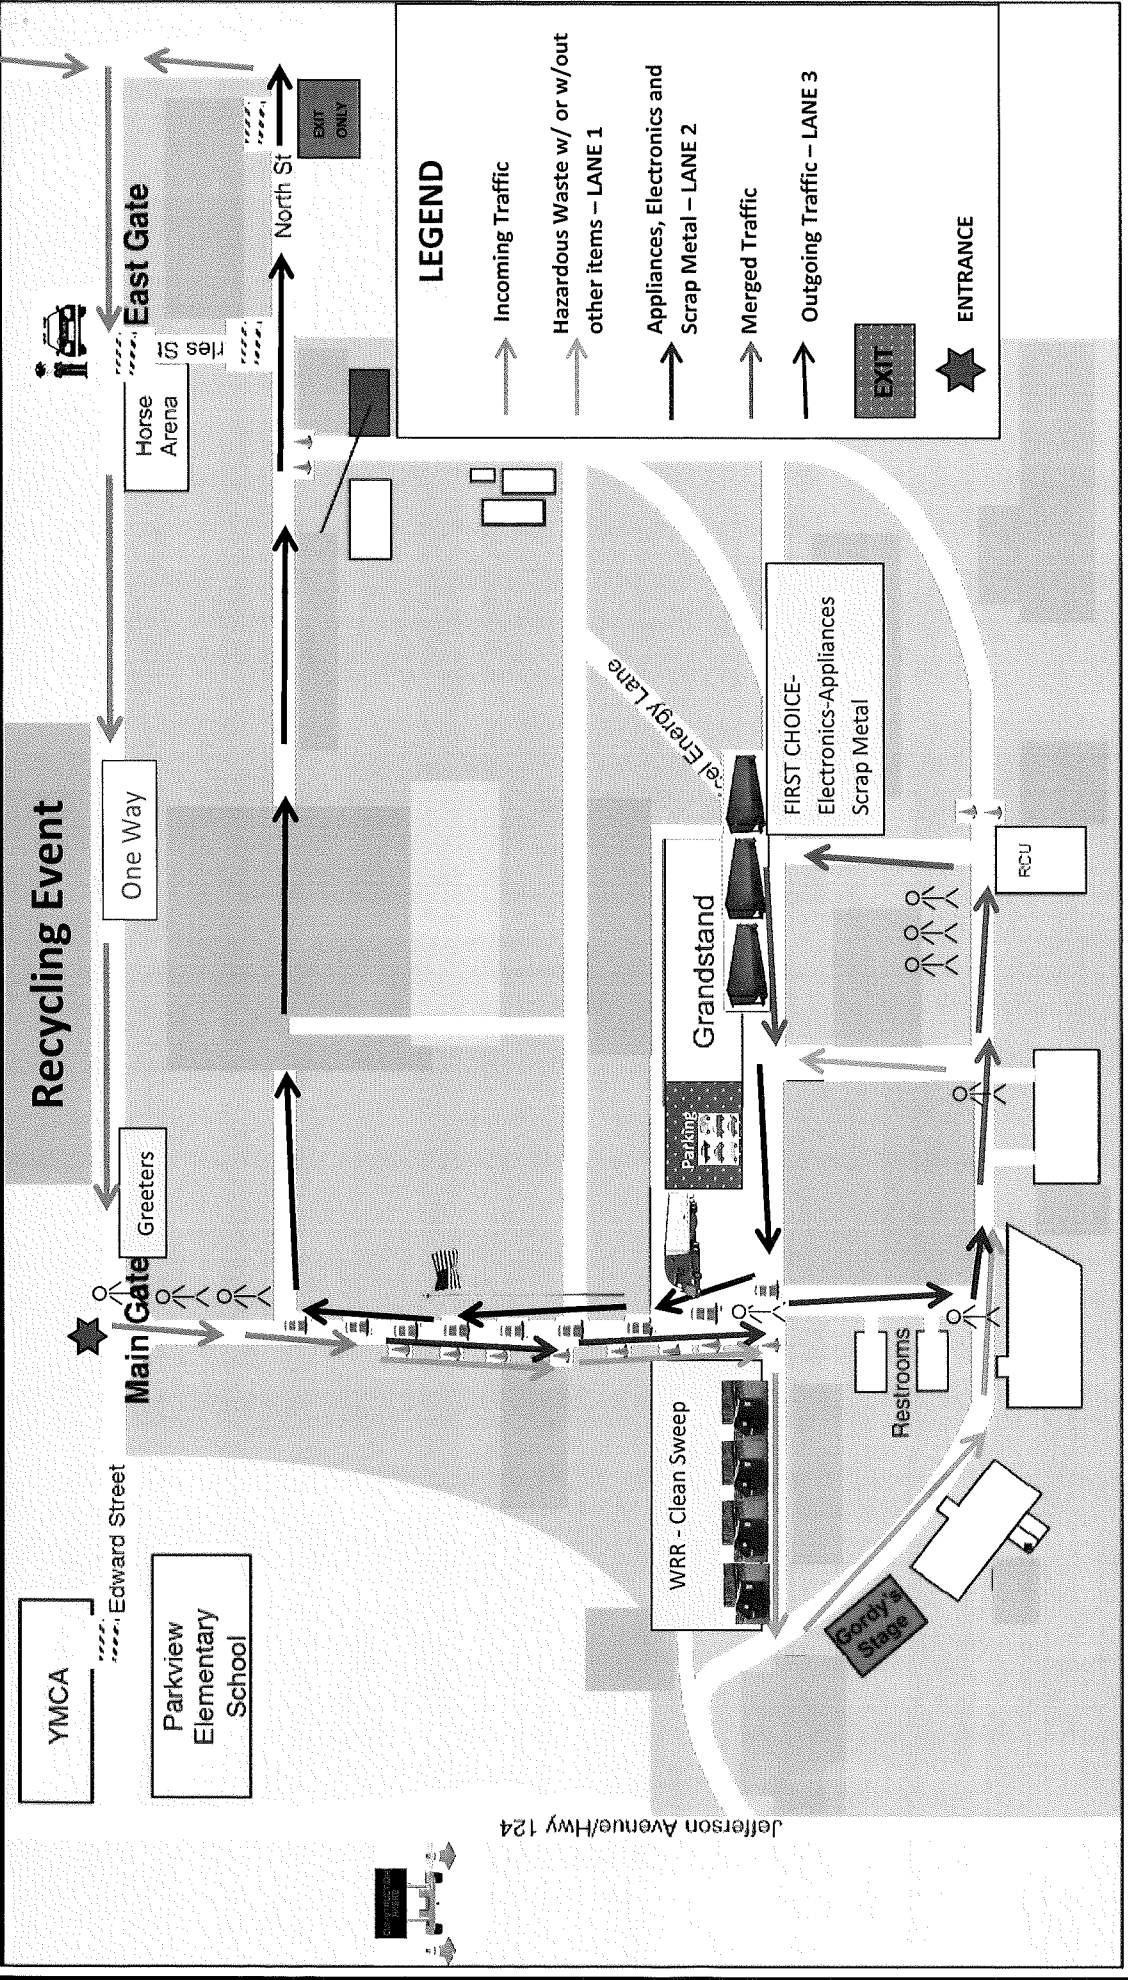 Recycling Event
YMCA
Edward Street
Parkview
Elementary
School
Main Gate
Greeters
One Way
Horse
Arena
East Gate
ries St
North St
EXIT
ONLY
Jefferson Avenue/Hwy 124
WRR - Clean Sweep
Parking
Grandstand
cel Energy Lane
FIRST CHOICE-
Electronics-Appliances
Scrap Metal
Restrooms
Gordy's
Stage
RCU
LEGEND
Incoming Traffic
Hazardous Waste w/ or w/out
other items – LANE 1
Appliances, Electronics and
Scrap Metal – LANE 2
Merged Traffic
Outgoing Traffic – LANE 3
EXIT
ENTRANCE